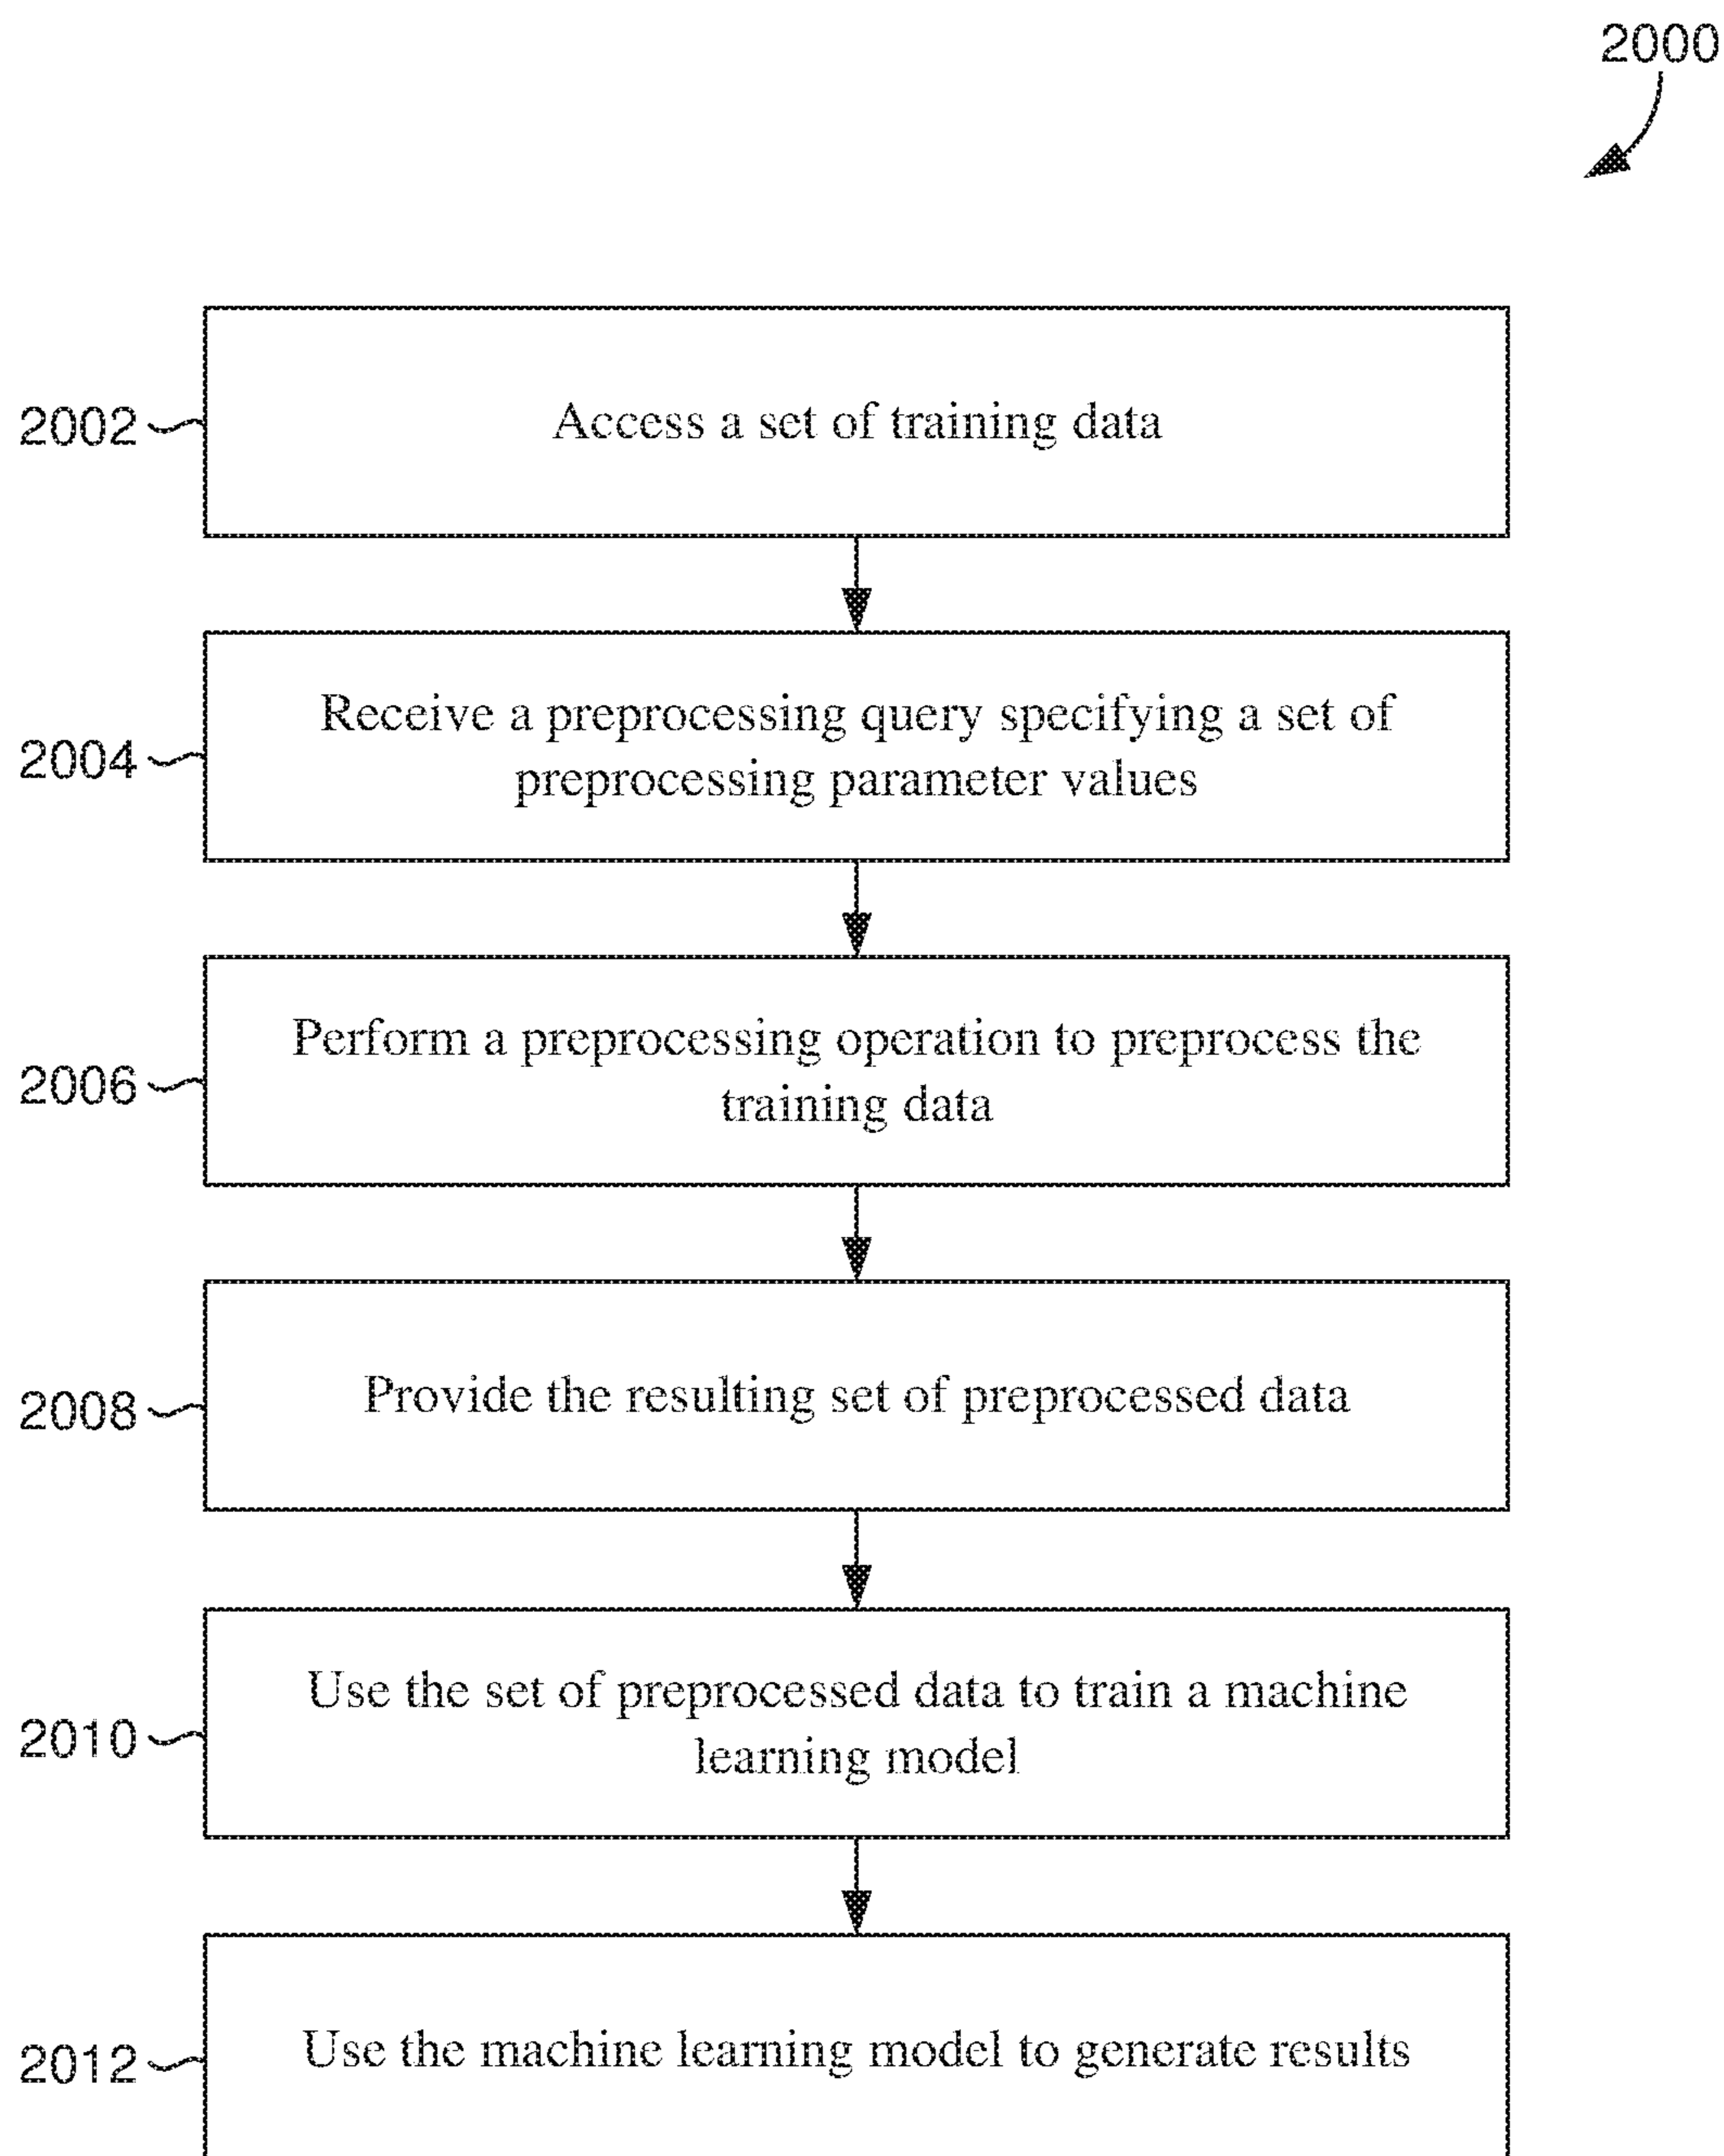 2000
2002
Access a set of training data
2004
Receive a preprocessing query specifying a set of
preprocessing parameter values
2006
Perform a preprocessing operation to preprocess the
training data
2008
Provide the resulting set of preprocessed data
2010
Use the set of preprocessed data to train a machine
learning model
2012
Use the machine learning model to generate results